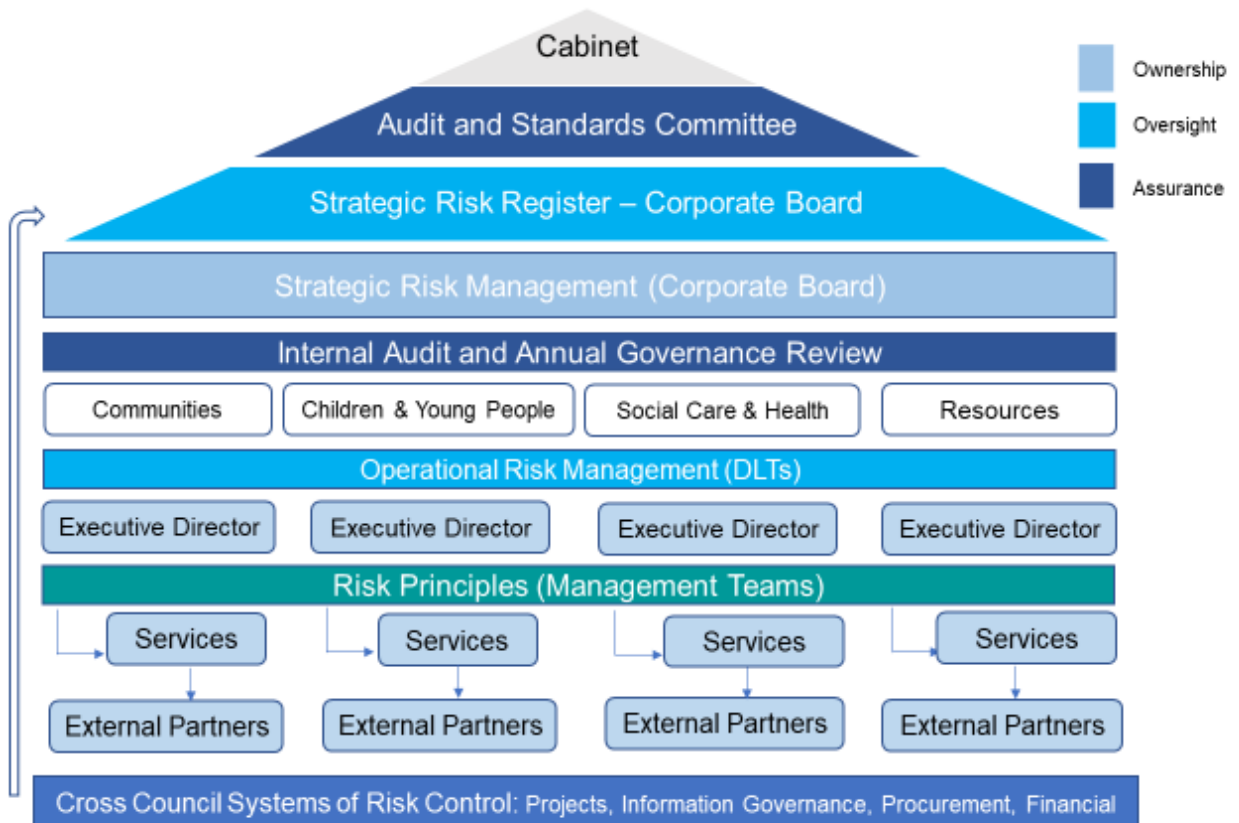 Cabinet
Ownership
Audit and Standards Committee
Oversight
Strategic Risk Register – Corporate Board
Assurance
Strategic Risk Management (Corporate Board)
Internal Audit and Annual Governance Review
Communities
Children & Young People
Social Care & Health
Resources
Operational Risk Management (DLTs)
Executive Director
Executive Director
Executive Director
Executive Director
Risk Principles (Management Teams)
Services
Services
Services
Services
External Partners
External Partners
External Partners
External Partners
Cross Council Systems of Risk Control: Projects, Information Governance, Procurement, Financial